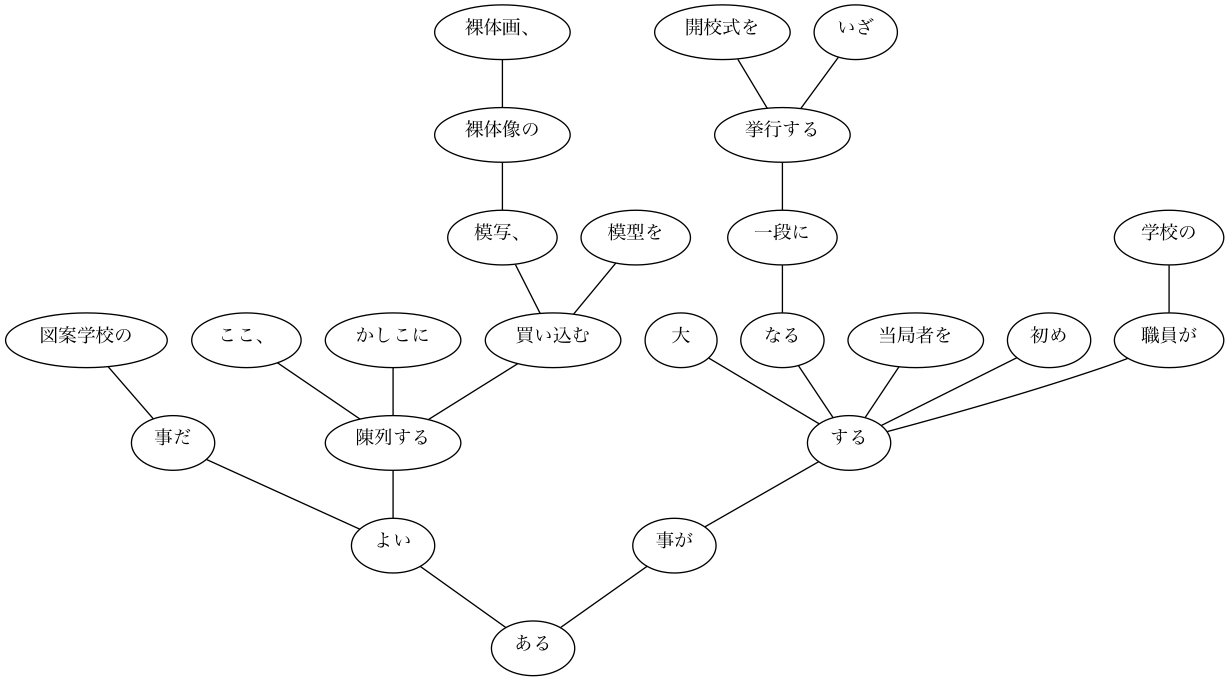 裸体画、
開校式を
いざ
裸体像の
挙行する
模写、
模型を
一段に
学校の
図案学校の
ここ、
かしこに
買い込む
大
なる
当局者を
初め
職員が
事だ
陳列する
する
よい
事が
ある